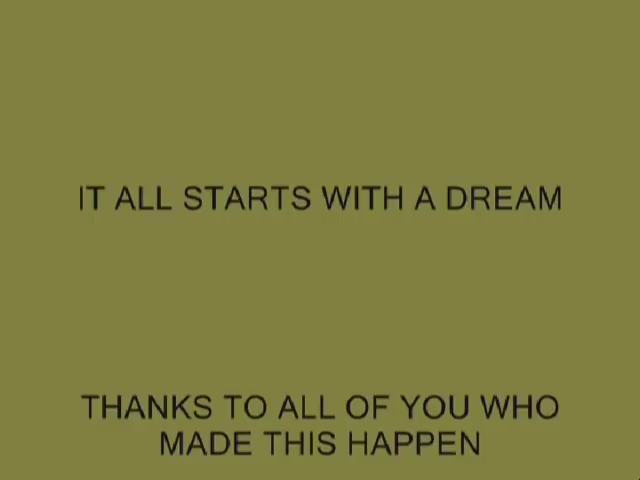 IT ALL STARTS WITH A DREAM
THANKS TO ALL OF YOU WHO
MADE THIS HAPPEN